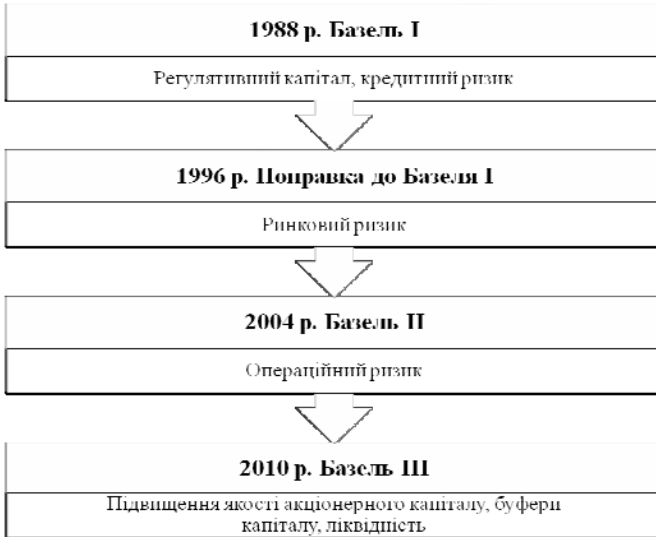 1988 р. Базель І
Регулятивний капітал, кредитний ризик
1996 р. Поправка до Базеля І
Ринковий ризик
2004 р. Базель ІІ
Операційний ризик
2010 р. Базель ІІІ
Підвищення якості акціонерного капіталу, буфери
капіталу, ліквідність